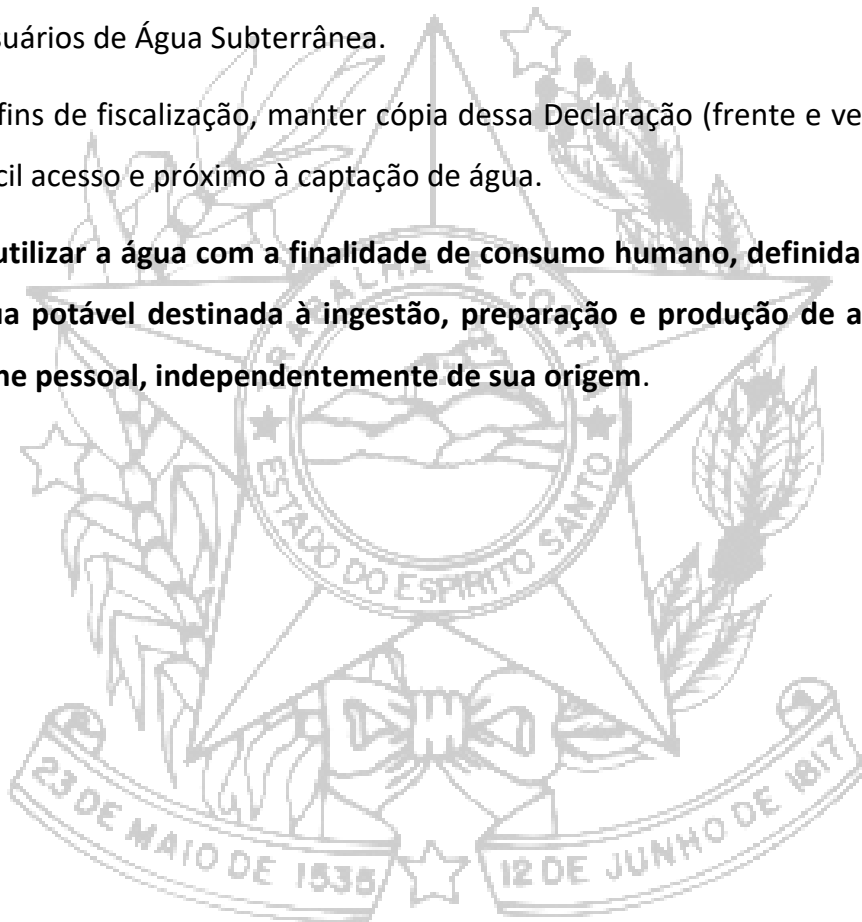 suários de Água Subterrânea.
fins de fiscalização, manter cópia dessa Declaração (frente e ve
cil acesso e próximo à captação de água.
utilizar a água com a finalidade de consumo humano, definida
ua potável destinada à ingestão, preparação e produção de a
ne pessoal, independentemente de sua origem.
TRABALHA E CONFIA
ESTADO DO ESPIRITO SANTO
23 DE MAIO DE 1535
12 DE JUNHO DE 1817